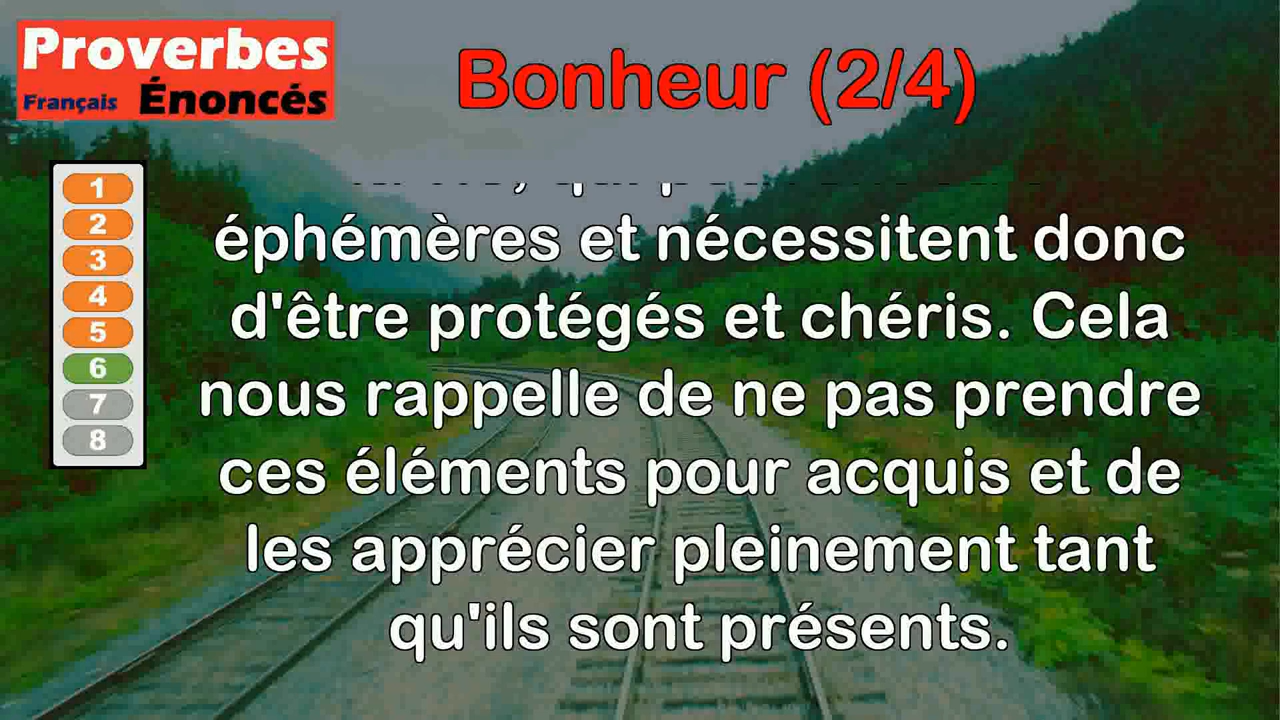 Proverbes
Français Énoncés
Bonheur (2/4)
1
2
3
4
5
6
7
8
éphémères et nécessitent donc
d'être protégés et chéris. Cela
nous rappelle de ne pas prendre
ces éléments pour acquis et de
les apprécier pleinement tant
qu'ils sont présents.